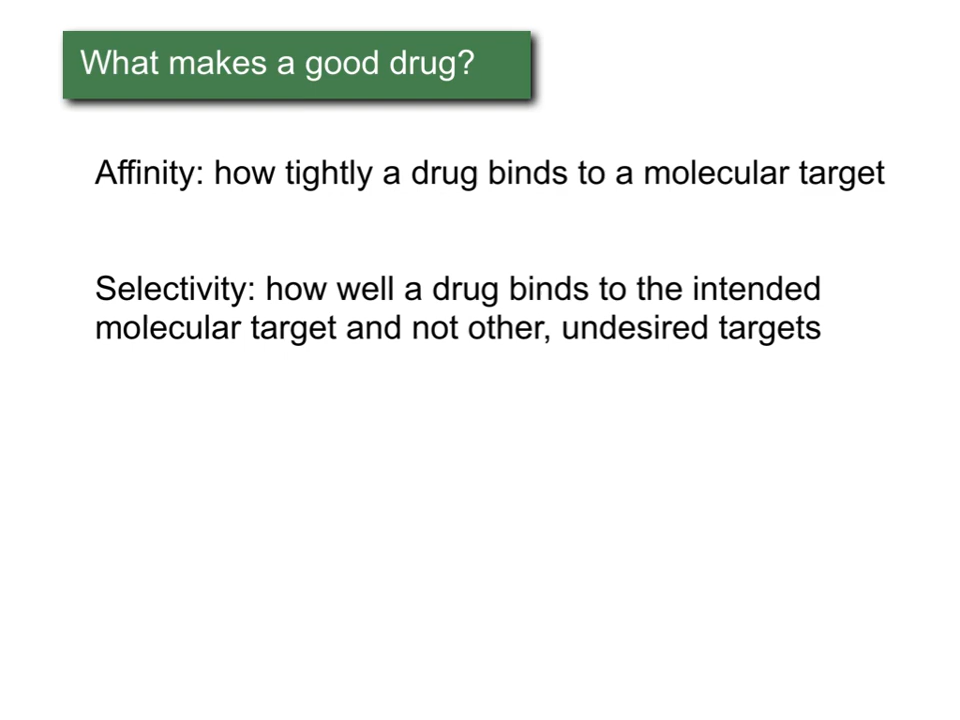 What makes a good drug?
Affinity: how tightly a drug binds to a molecular target
Selectivity: how well a drug binds to the intended
molecular target and not other, undesired targets